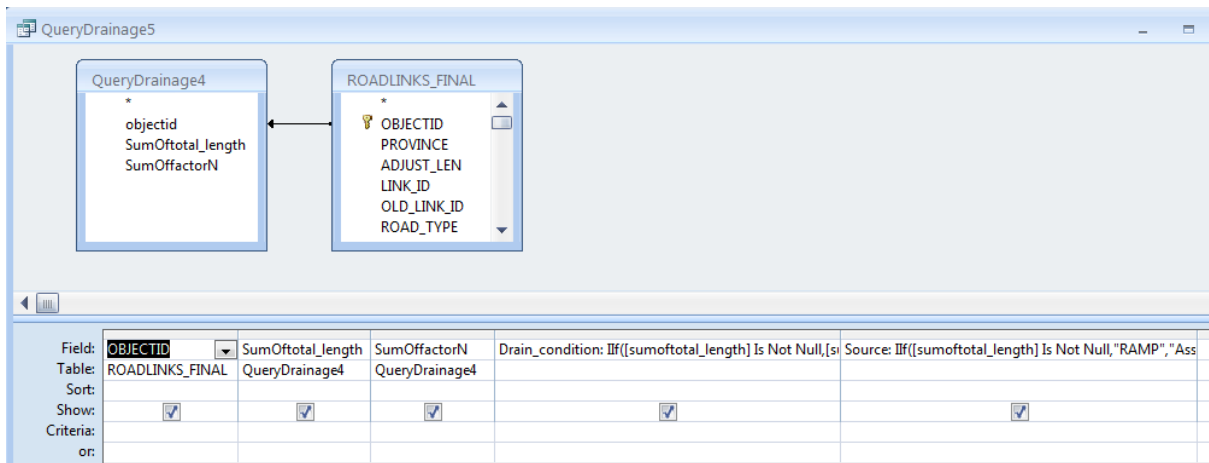 QueryDrainage5
QueryDrainage4
*
objectid
SumOftotal_length
SumOffactorN
ROADLINKS_FINAL
*
OBJECTID
PROVINCE
ADJUST_LEN
LINK_ID
OLD_LINK_ID
ROAD_TYPE
Field: OBJECTID SumOftotal_length SumOffactorN Drain_condition: IIf([sumoftotal_length] Is Not Null,[su Source: IIf([sumoftotal_length] Is Not Null,"RAMP","Ass
Table: ROADLINKS_FINAL QueryDrainage4 QueryDrainage4
Sort:
Show:
Criteria:
or: